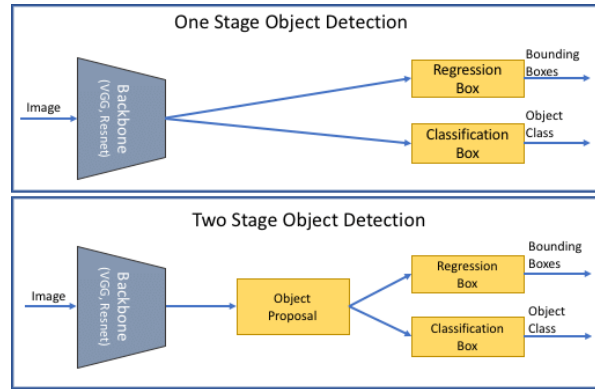 One Stage Object Detection
Image
Backbone
(VGG, Resnet)
Regression
Box
Bounding
Boxes
Classification
Box
Object
Class
Two Stage Object Detection
Image
Backbone
(VGG, Resnet)
Object
Proposal
Regression
Box
Bounding
Boxes
Classification
Box
Object
Class